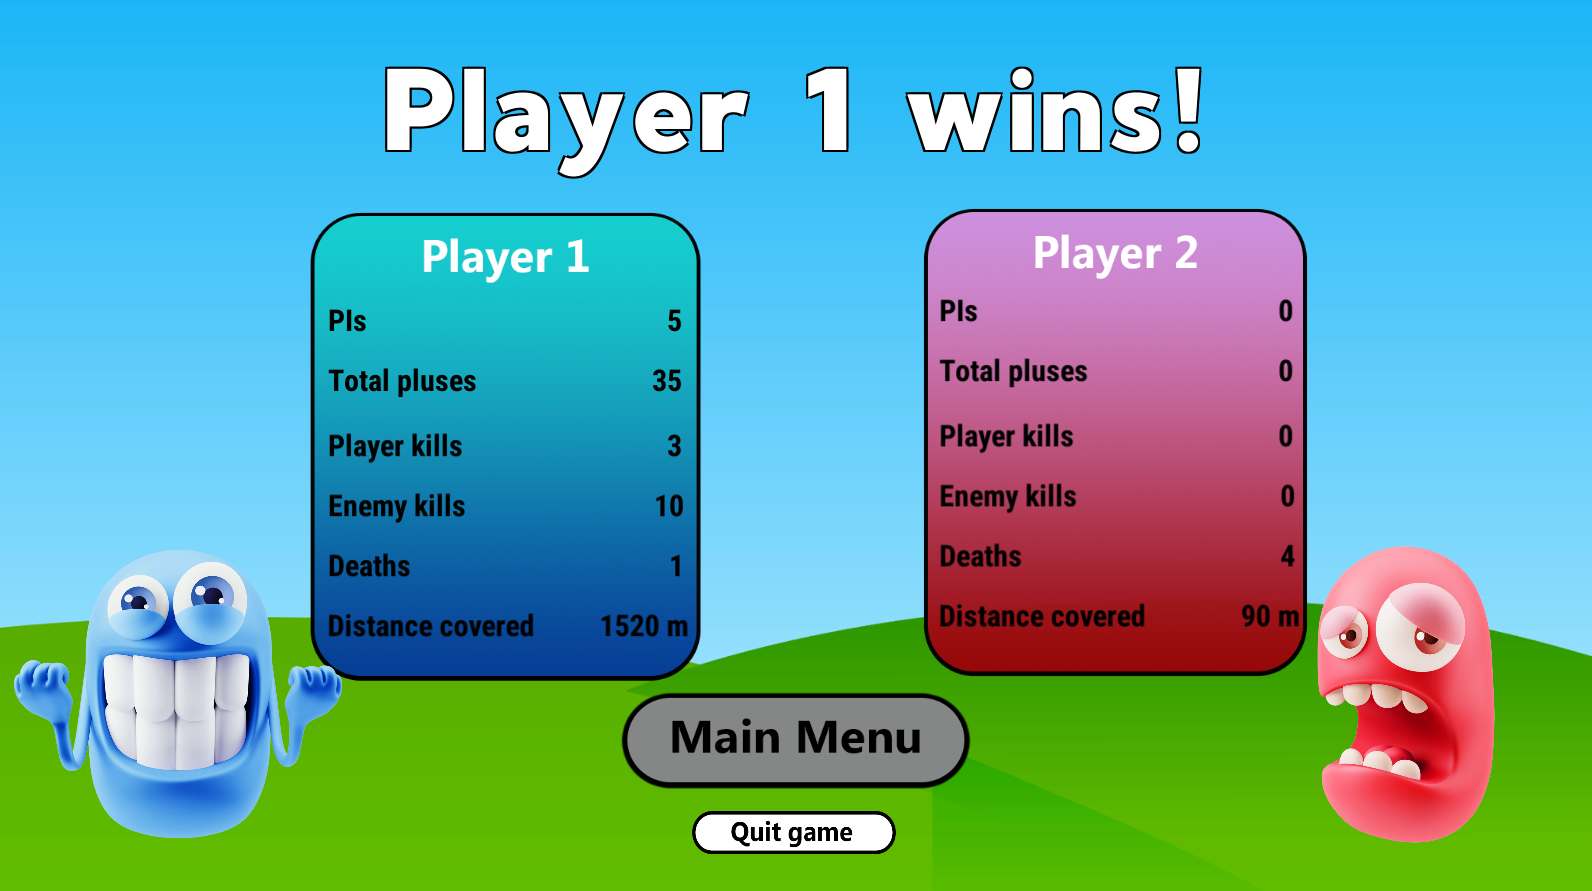 Player 1 wins!
Player 1
PIs 5
Total pluses 35
Player kills 3
Enemy kills 10
Deaths 1
Distance covered 1520 m
Player 2
PIs 0
Total pluses 0
Player kills 0
Enemy kills 0
Deaths 4
Distance covered 90 m
Main Menu
Quit game